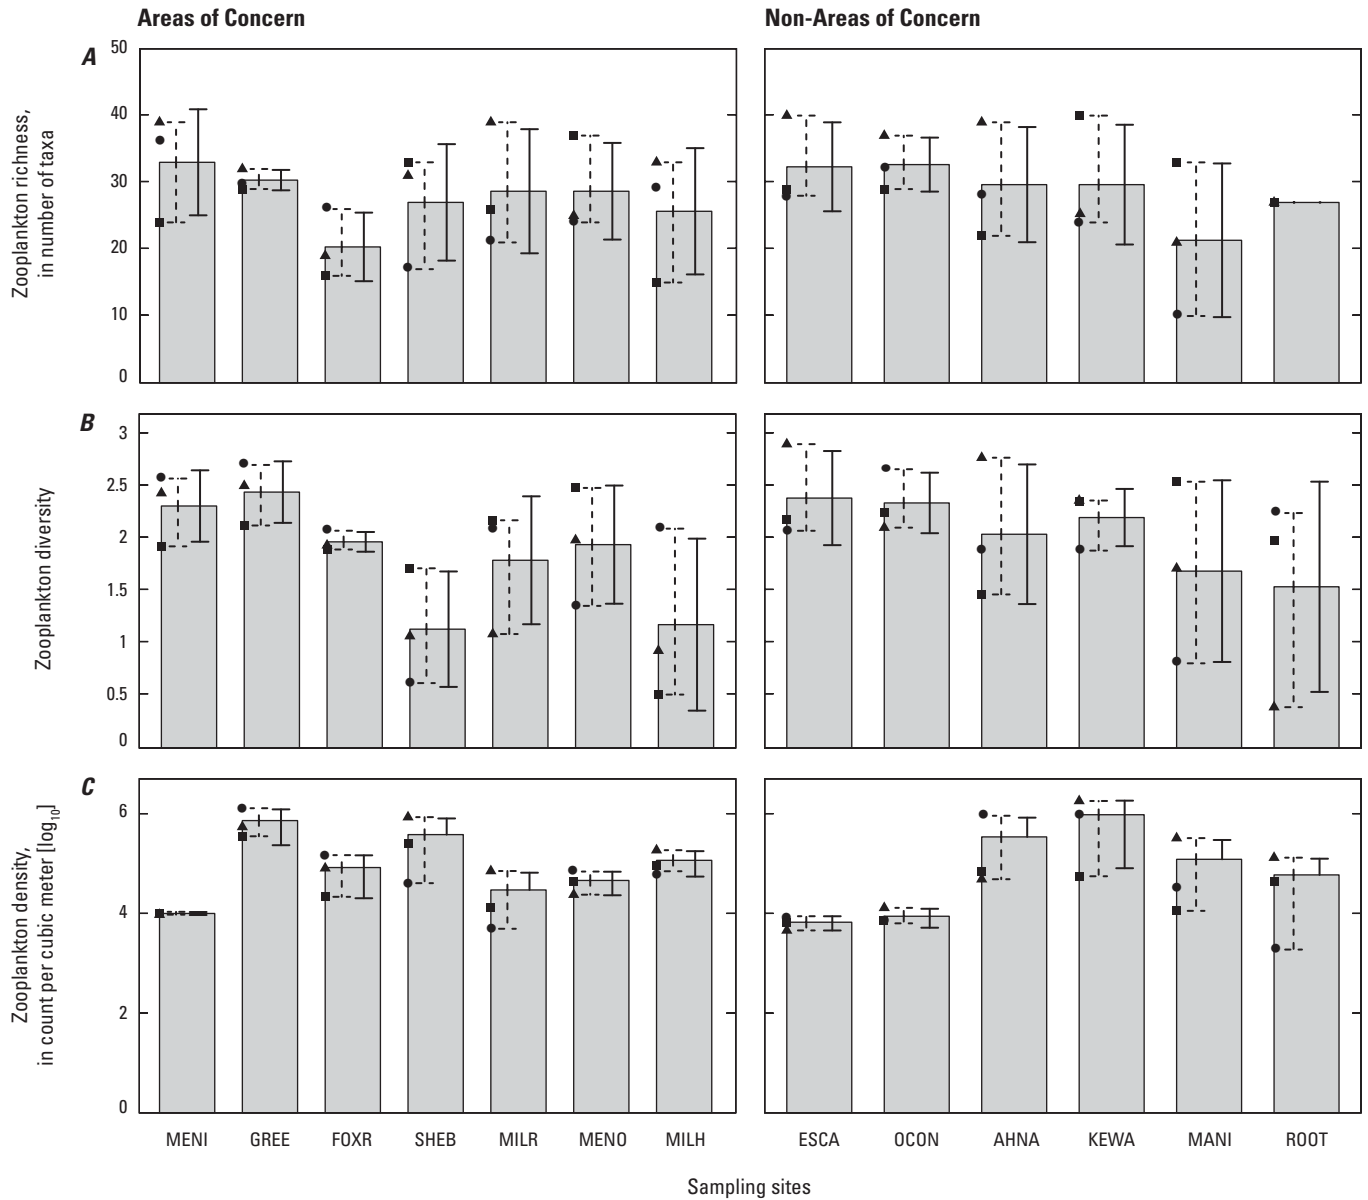 Areas of Concern
Non-Areas of Concern
A
Zooplankton richness,
in number of taxa
50
40
30
20
10
0
B
Zooplankton diversity
3
2.5
2
1.5
1
0.5
0
C
Zooplankton density,
in count per cubic meter [log10]
6
4
2
0
MENI GREE FOXR SHEB MILR MENO MILH ESCA OCON AHNA KEWA MANI ROOT
Sampling sites